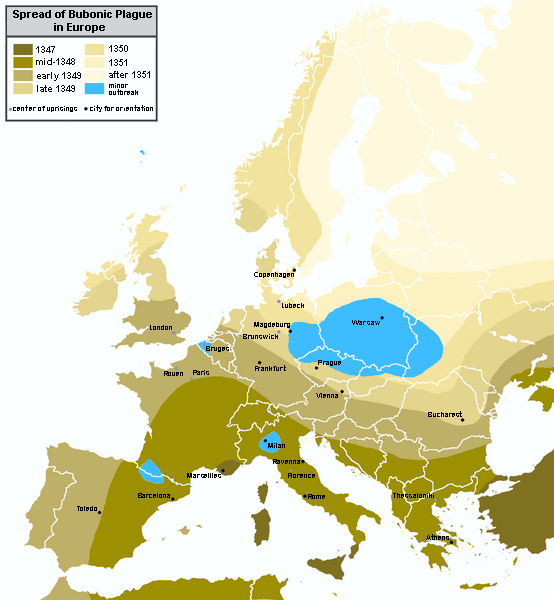 Spread of Bubonic Plague
in Europe
1347
mid-1348
early 1349
late 1349
1350
1351
after 1351
minor
outbreak
center of uprisings
city for orientation
Copenhagen
Lubeck
Warsaw
Magdeburg
London
Brunswick
Bruges
Prague
Frankfurt
Rouen
Paris
Vienna
Bucharest
Milan
Ravenna
Marseilles
Florence
Barcelona
Rome
Thessaloniki
Toledo
Athens